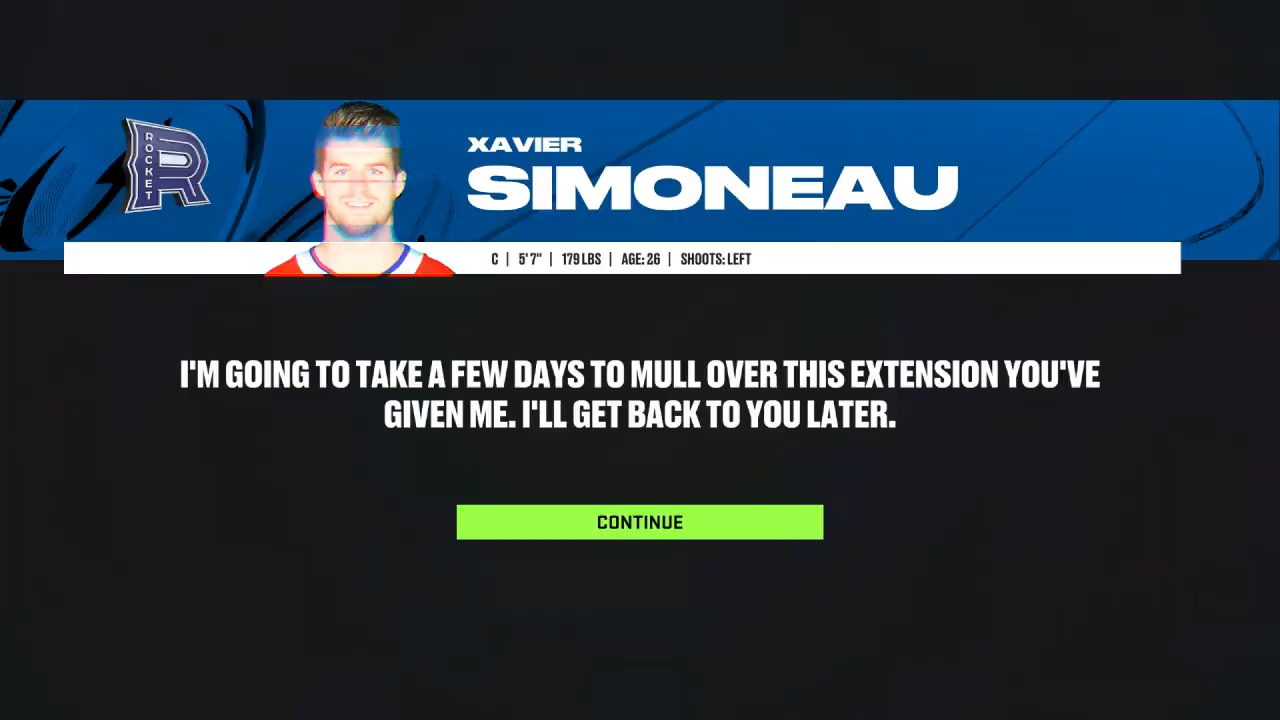 ROCKET
XAVIER
SIMONEAU
C | 5'7" | 179 LBS | AGE: 26 | SHOOTS: LEFT
I'M GOING TO TAKE A FEW DAYS TO MULL OVER THIS EXTENSION YOU'VE
GIVEN ME. I'LL GET BACK TO YOU LATER.
CONTINUE